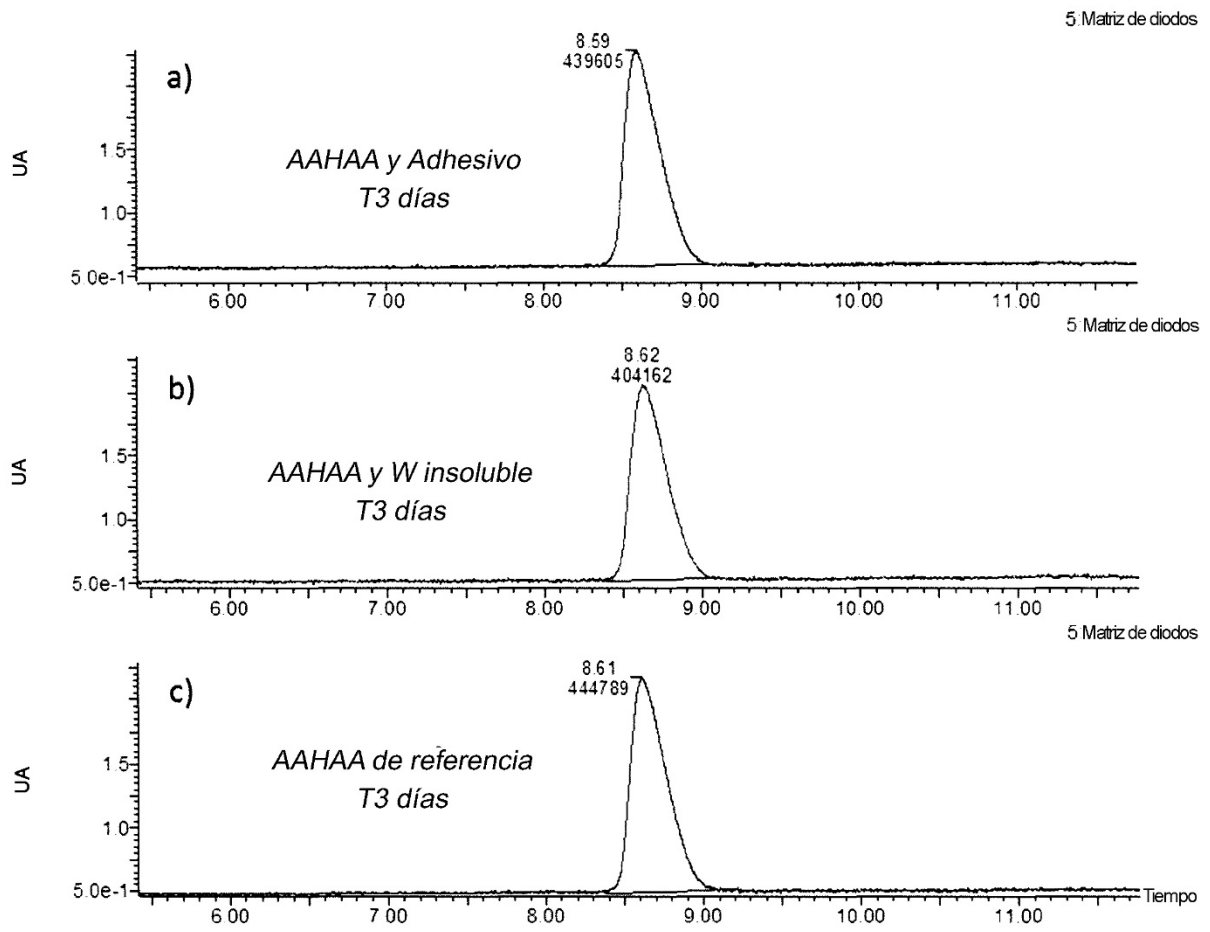 5:Matriz de diodos
8.59
439605
a)
AAHAA y Adhesivo
T3 días
UA
1.5
1.0
5.0e-1
6.00 7.00 8.00 9.00 10.00 11.00
5:Matriz de diodos
8.62
404162
b)
AAHAA y W insoluble
T3 días
UA
1.5
1.0
5.0e-1
6.00 7.00 8.00 9.00 10.00 11.00
5:Matriz de diodos
8.61
444789
c)
AAHAA de referencia
T3 días
UA
1.5
1.0
5.0e-1
Tiempo
6.00 7.00 8.00 9.00 10.00 11.00